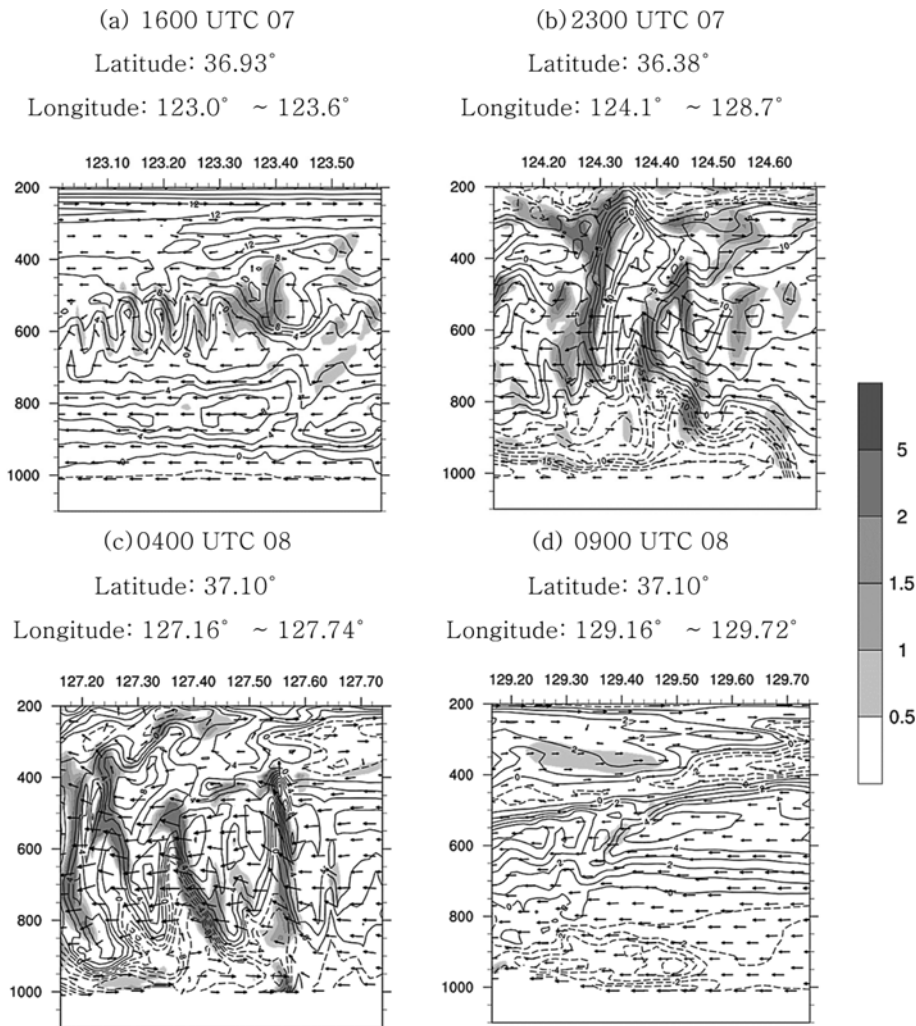 (a) 1600 UTC 07
Latitude: 36.93°
Longitude: 123.0° ~ 123.6°
123.10 123.20 123.30 123.40 123.50
200
400
600
800
1000
(b) 2300 UTC 07
Latitude: 36.38°
Longitude: 124.1° ~ 128.7°
124.20 124.30 124.40 124.50 124.60
200
400
600
800
1000
(c) 0400 UTC 08
Latitude: 37.10°
Longitude: 127.16° ~ 127.74°
127.20 127.30 127.40 127.50 127.60 127.70
200
400
600
800
1000
(d) 0900 UTC 08
Latitude: 37.10°
Longitude: 129.16° ~ 129.72°
129.20 129.30 129.40 129.50 129.60 129.70
200
400
600
800
1000
5
2
1.5
1
0.5